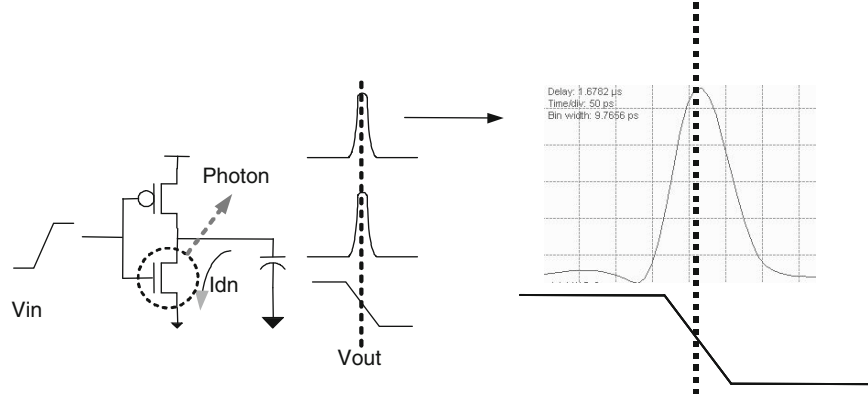 Delay: 1.6782 µs
Time/div: 50 ps
Bin width: 9.7656 ps
Photon
Idn
Vin
Vout